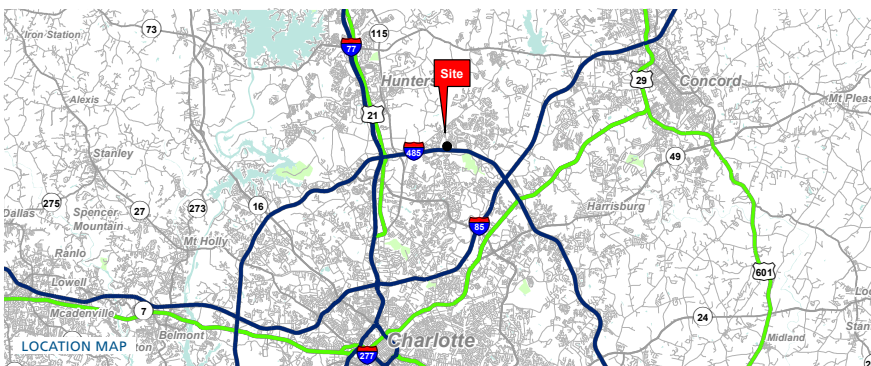 Iron Station
73
77
115
Hunters
Site
29
Concord
Alexis
21
Mt Pleas
Stanley
485
49
275
27
273
16
Dallas
Spencer
Mountain
Harrisburg
Mt Holly
85
Ranlo
Lowell
601
Mcadenville
7
24
Belmont
Charlotte
Midland
Stan
LOCATION MAP
277